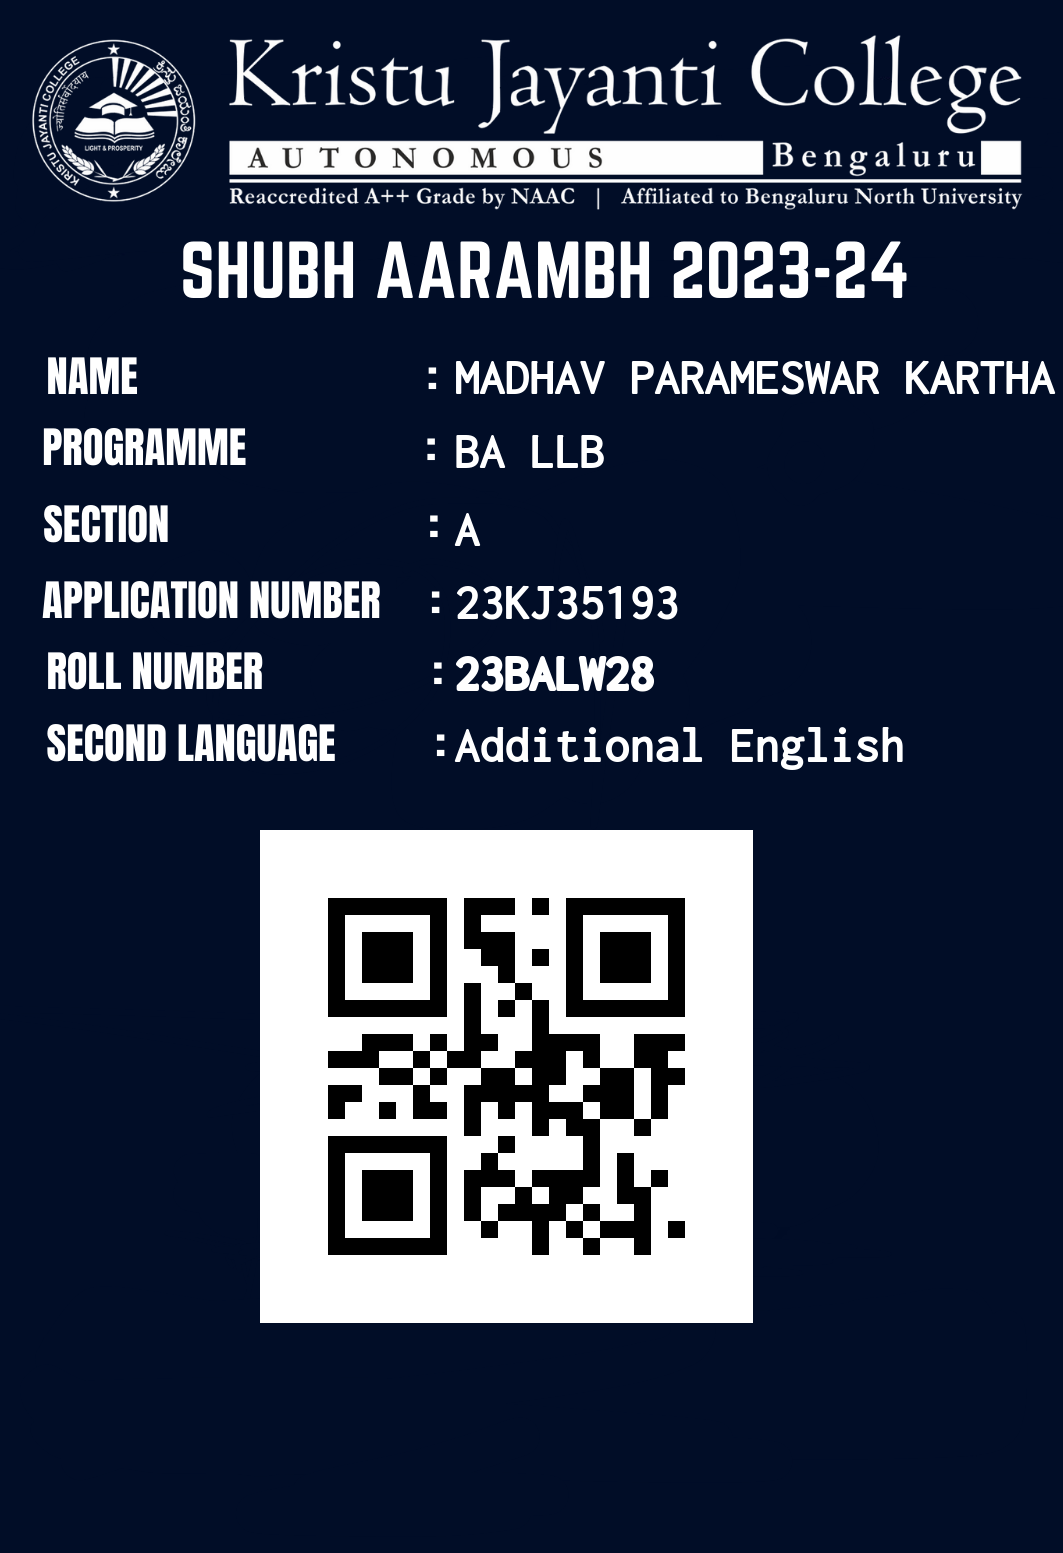 Kristu Jayanti College
AUTONOMOUS Bengaluru
Reaccredited A++ Grade by NAAC | Affiliated to Bengaluru North University
KRISTU JAYANTI COLLEGE
LIGHT & PROSPERITY
SHUBH AARAMBH 2023-24
NAME : MADHAV PARAMESWAR KARTHA
PROGRAMME : BA LLB
SECTION : A
APPLICATION NUMBER : 23KJ35193
ROLL NUMBER : 23BALW28
SECOND LANGUAGE : Additional English